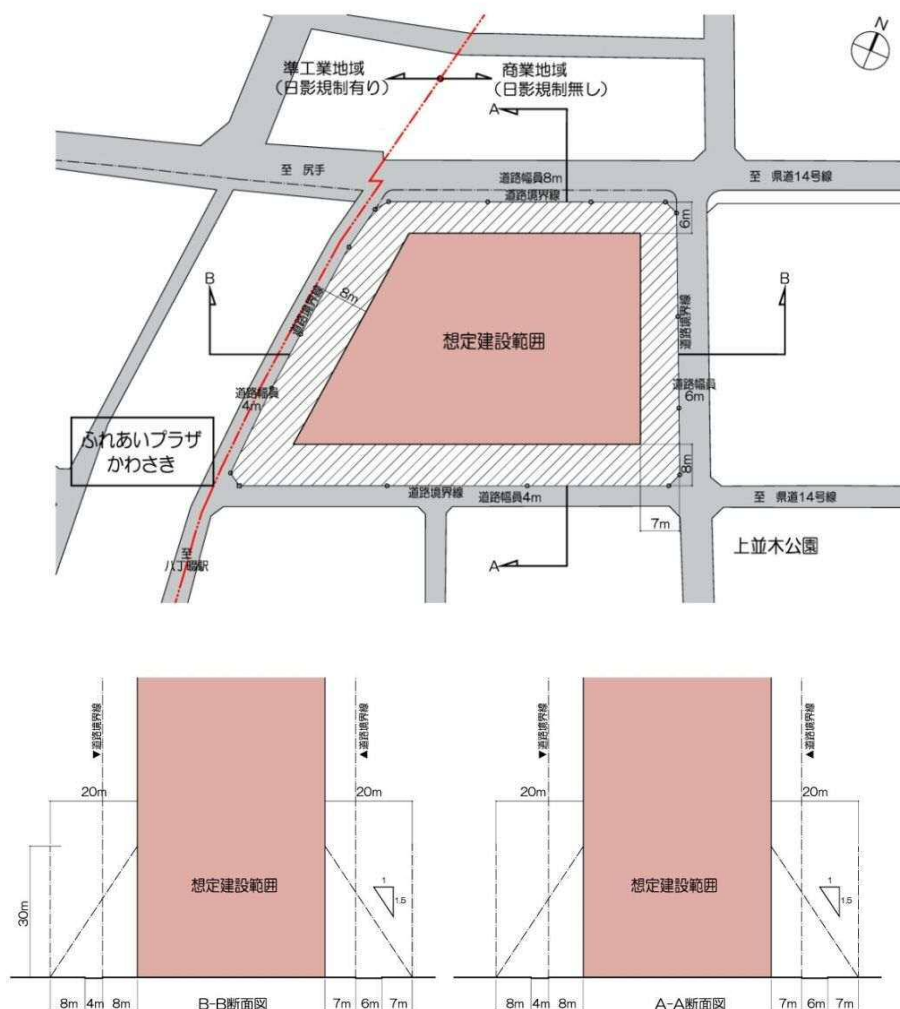 N
準工業地域
(日影規制有り)
商業地域
(日影規制無し)
A
至 尻手
道路幅員8m
道路境界線
至 県道14号線
6m
B
B
8m
道路境界線
道路境界線
想定建設範囲
道路幅員
4m
道路幅員
6m
ふれあいプラザ
かわさき
8m
道路境界線
道路幅員4m
至 県道14号線
7m
至
八丁畷駅
A
上並木公園
▼道路境界線
▲道路境界線
20m
20m
30m
想定建設範囲
1
1.5
8m 4m 8m
B-B断面図
7m 6m 7m
▼道路境界線
▲道路境界線
20m
20m
想定建設範囲
1
1.5
8m 4m 8m
A-A断面図
7m 6m 7m